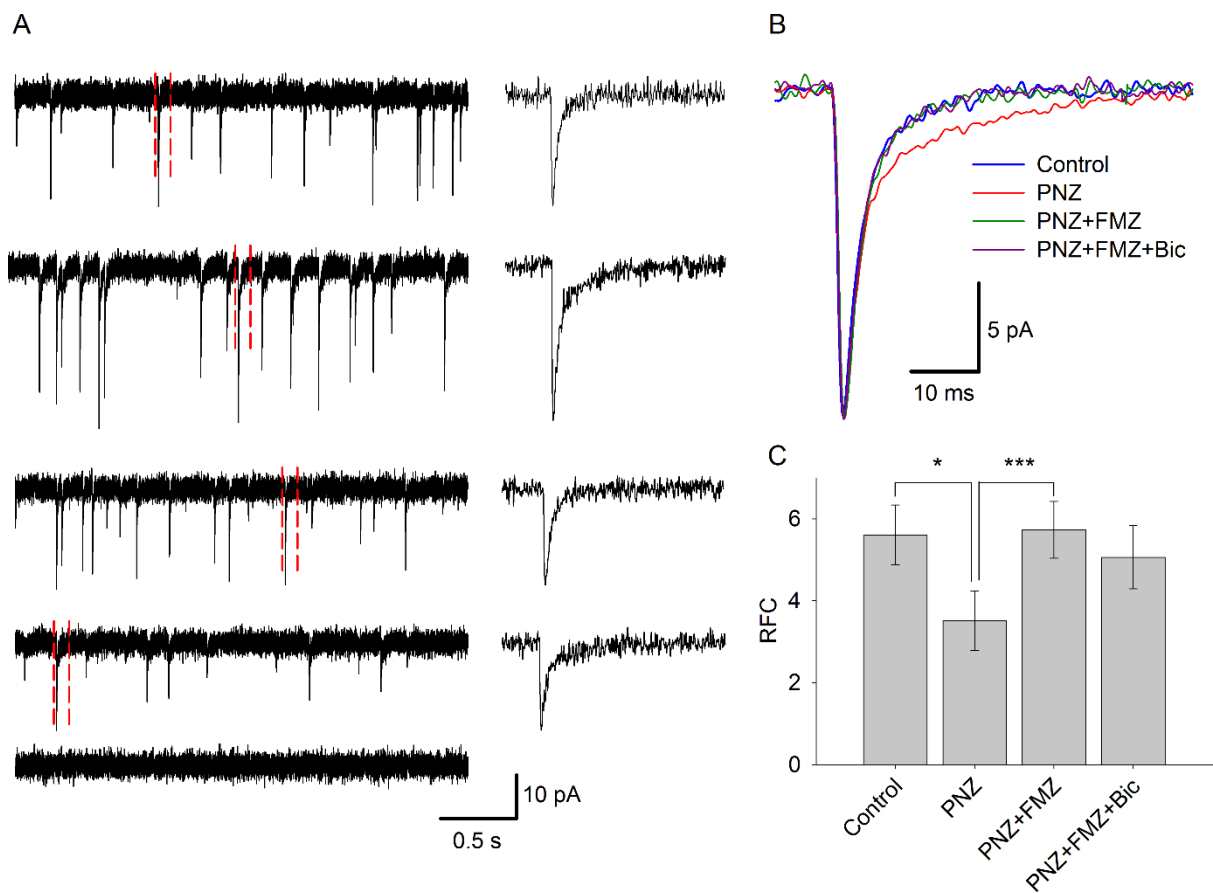 A
10 pA
0.5 s
B
Control
PNZ
PNZ+FMZ
PNZ+FMZ+Bic
5 pA
10 ms
C
* ***
RFC
6
4
2
0
Control
PNZ
PNZ+FMZ
PNZ+FMZ+Bic